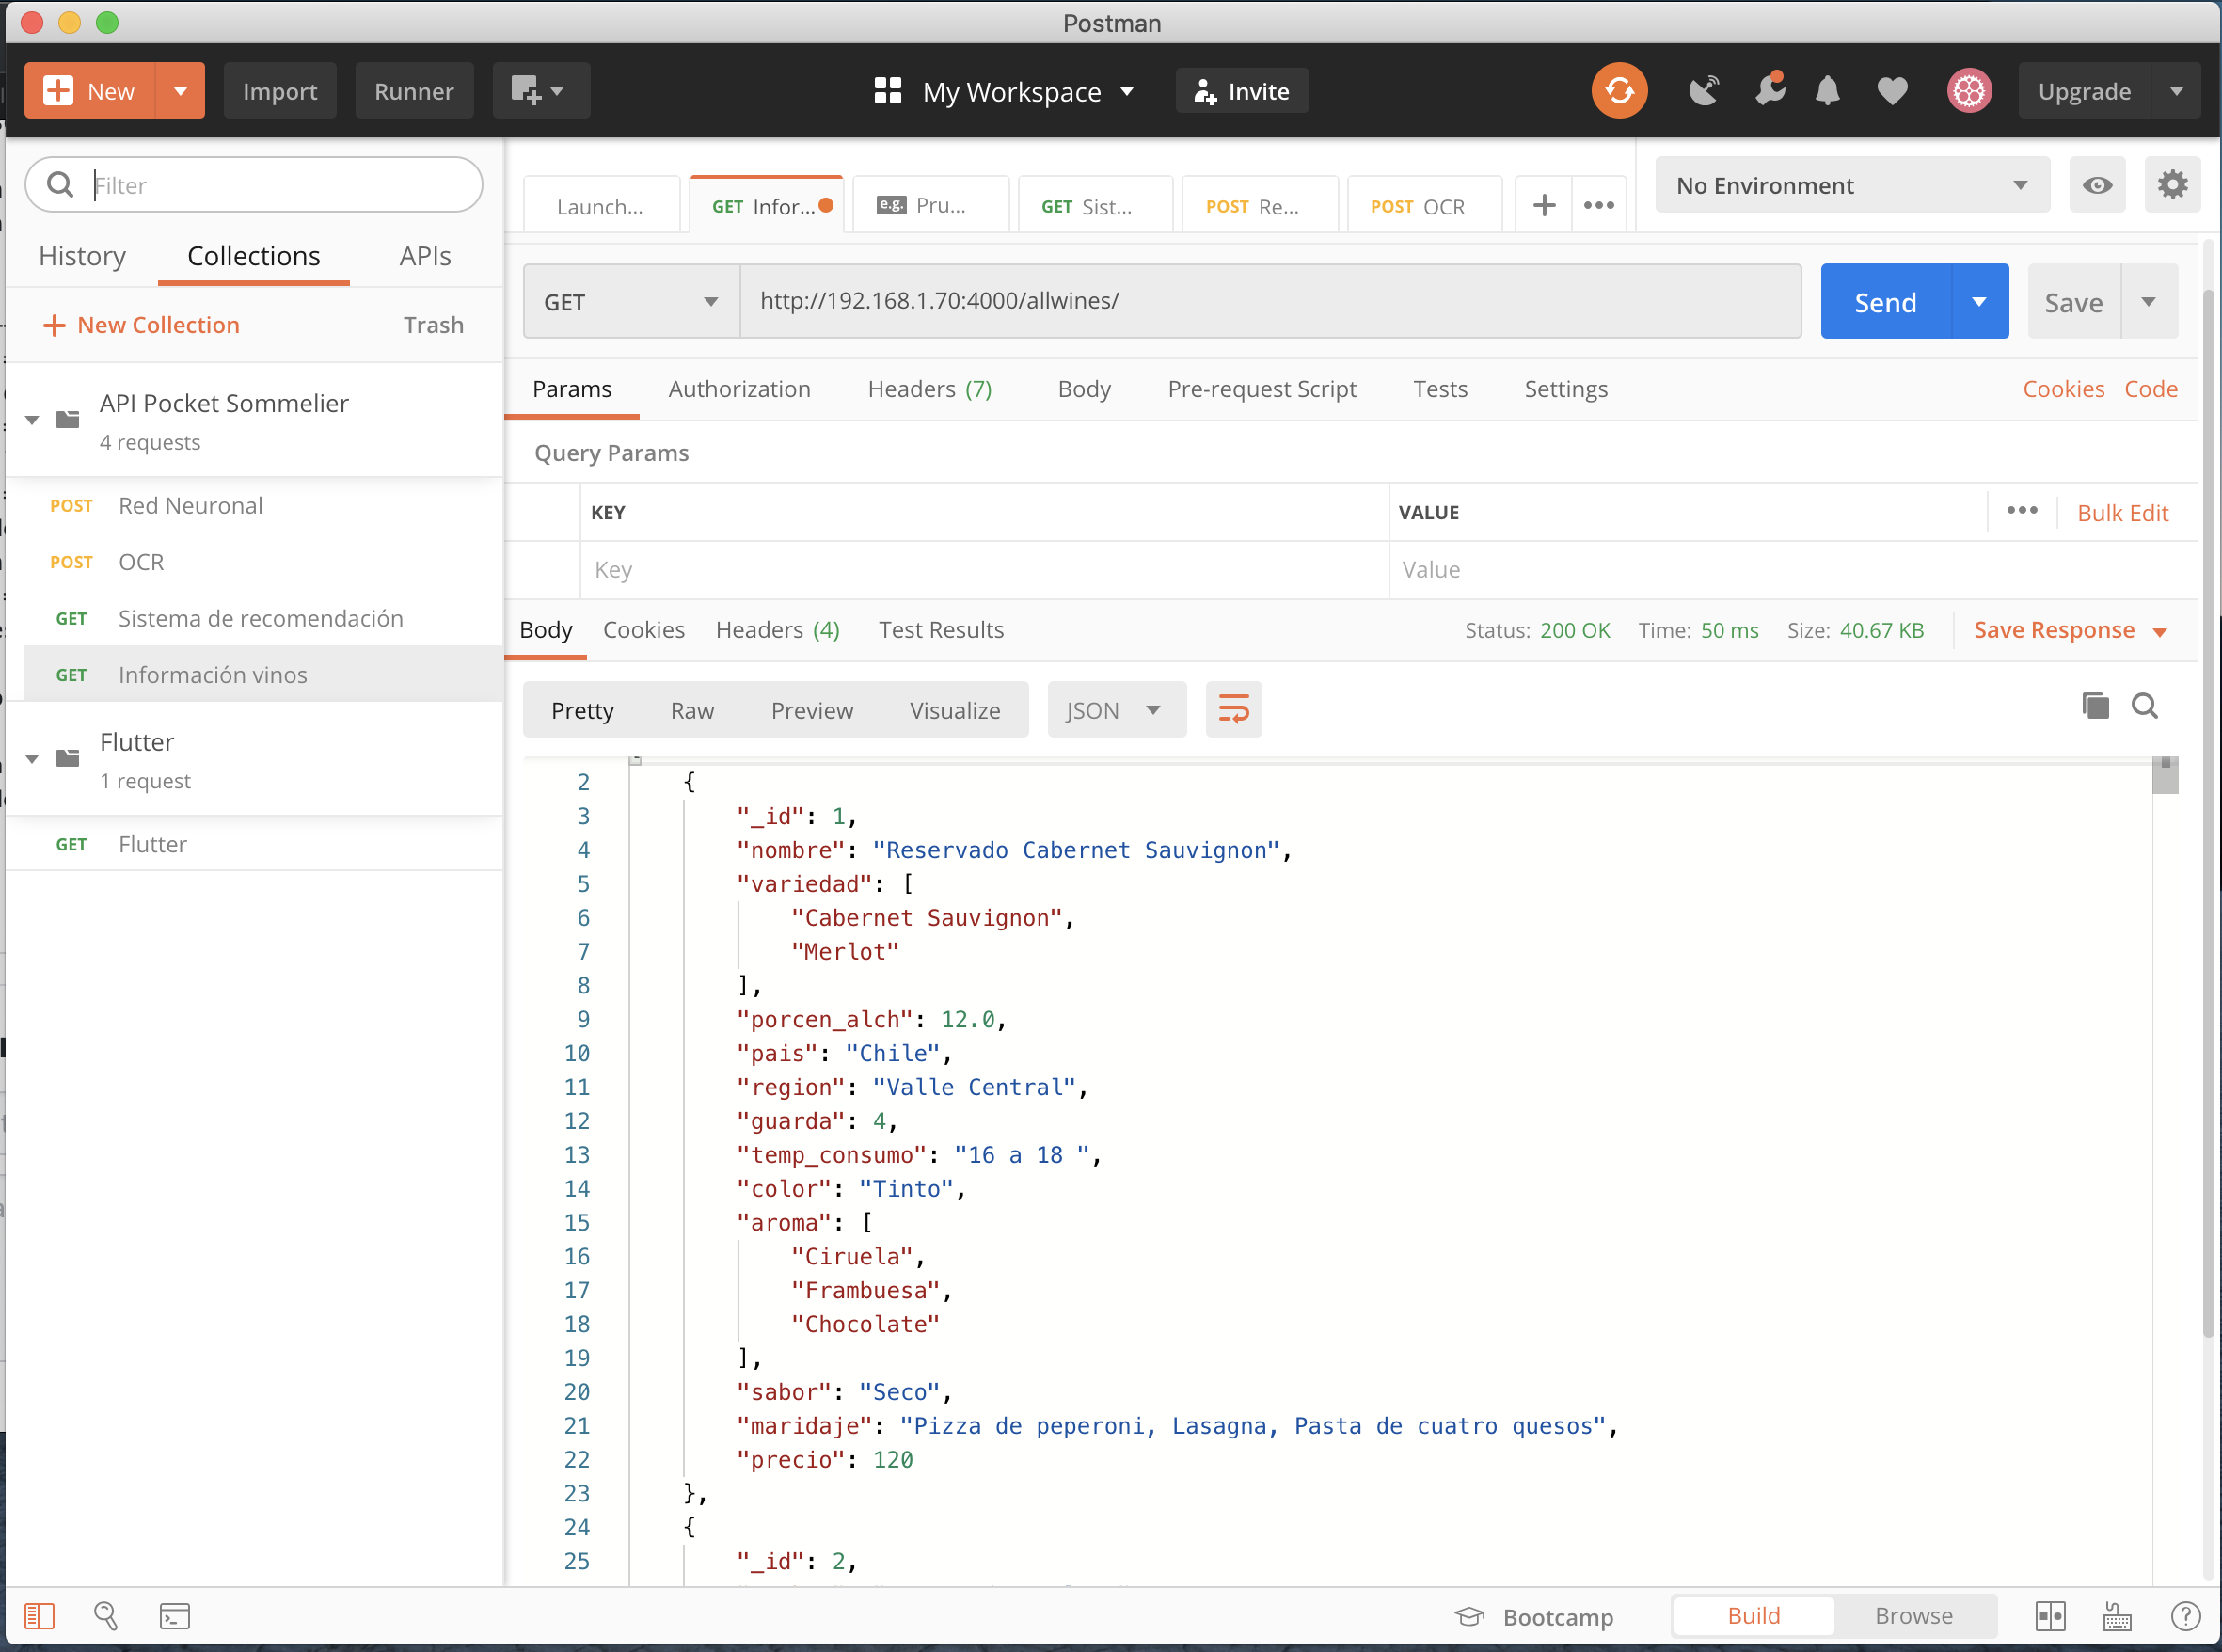 Postman
New
Import
Runner
My Workspace
Invite
Upgrade
Filter
History
Collections
APIs
New Collection
Trash
API Pocket Sommelier
4 requests
POST Red Neuronal
POST OCR
GET Sistema de recomendación
GET Información vinos
Flutter
1 request
GET Flutter
Launch...
GET Infor...
e.g. Pru...
GET Sist...
POST Re...
POST OCR
No Environment
GET
http://192.168.1.70:4000/allwines/
Send
Save
Params
Authorization
Headers (7)
Body
Pre-request Script
Tests
Settings
Cookies
Code
Query Params
KEY
VALUE
Bulk Edit
Key
Value
Body
Cookies
Headers (4)
Test Results
Status: 200 OK
Time: 50 ms
Size: 40.67 KB
Save Response
Pretty
Raw
Preview
Visualize
JSON
2 {
3 "_id": 1,
4 "nombre": "Reservado Cabernet Sauvignon",
5 "variedad": [
6 "Cabernet Sauvignon",
7 "Merlot"
8 ],
9 "porcen_alch": 12.0,
10 "pais": "Chile",
11 "region": "Valle Central",
12 "guarda": 4,
13 "temp_consumo": "16 a 18 ",
14 "color": "Tinto",
15 "aroma": [
16 "Ciruela",
17 "Frambuesa",
18 "Chocolate"
19 ],
20 "sabor": "Seco",
21 "maridaje": "Pizza de peperoni, Lasagna, Pasta de cuatro quesos",
22 "precio": 120
23 },
24 {
25 "_id": 2,
Bootcamp
Build
Browse